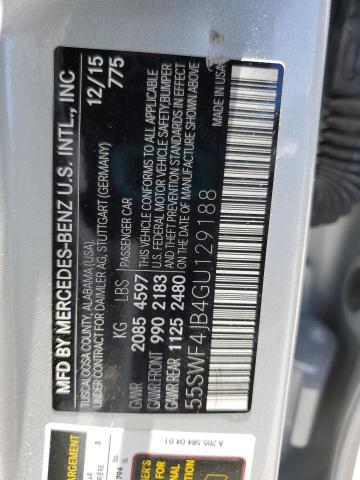 MFD BY MERCEDES-BENZ U.S. INTL., INC
TUSCALOOSA COUNTY, ALABAMA (USA)
UNDER CONTRACT FOR DAIMLER AG, STUTTGART(GERMANY)
12/15
775
PASSENGER CAR
KG LBS
GVWR 2085 4597
GAWR:FRONT 990 2183
GAWR:REAR 1125 2480
THIS VEHICLE CONFORMS TO ALL APPLICABLE
U.S. FEDERAL MOTOR VEHICLE SAFETY,BUMPER
AND THEFT PREVENTION STANDARDS IN EFFECT
ON THE DATE OF MANUFACTURE SHOWN ABOVE
55SWF4JB4GU129188
A 205 584 04 01